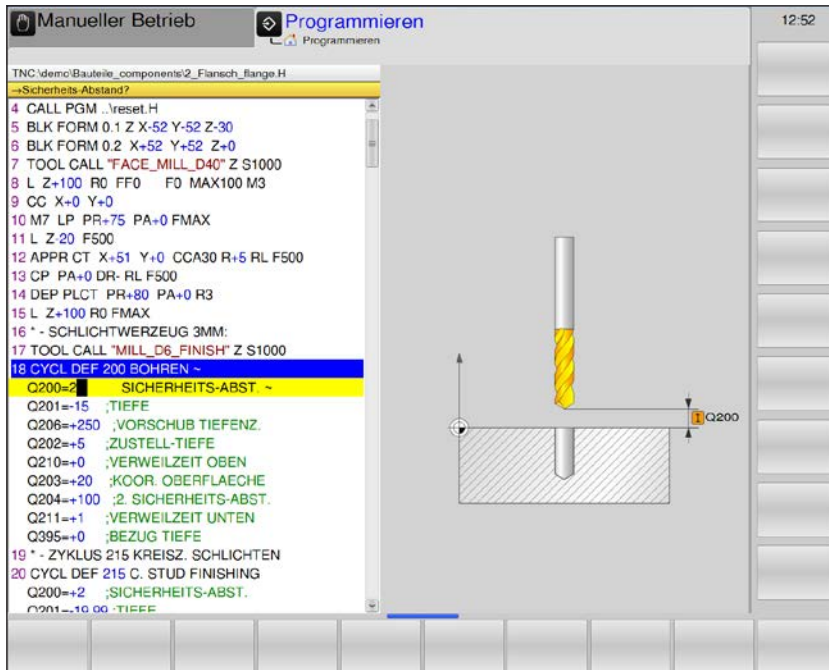 Manueller Betrieb
Programmieren
Programmieren
12:52
TNC:\demo\Bauteile_components\2_Flansch_flange.H
→Sicherheits-Abstand?
4 CALL PGM ..\reset.H
5 BLK FORM 0.1 Z X-52 Y-52 Z-30
6 BLK FORM 0.2 X+52 Y+52 Z+0
7 TOOL CALL "FACE_MILL_D40" Z S1000
8 L Z+100 R0 FF0 F0 MAX100 M3
9 CC X+0 Y+0
10 M7 LP PR+75 PA+0 FMAX
11 L Z-20 F500
12 APPR CT X+51 Y+0 CCA30 R+5 RL F500
13 CP PA+0 DR- RL F500
14 DEP PLCT PR+80 PA+0 R3
15 L Z+100 R0 FMAX
16 * - SCHLICHTWERZEUG 3MM:
17 TOOL CALL "MILL_D6_FINISH" Z S1000
18 CYCL DEF 200 BOHREN ~
Q200=2 SICHERHEITS-ABST. ~
Q201=-15 ;TIEFE
Q206=+250 ;VORSCHUB TIEFENZ.
Q202=+5 ;ZUSTELL-TIEFE
Q210=+0 ;VERWEILZEIT OBEN
Q203=+20 ;KOOR. OBERFLAECHE
Q204=+100 ;2. SICHERHEITS-ABST.
Q211=+1 ;VERWEILZEIT UNTEN
Q395=+0 ;BEZUG TIEFE
19 * - ZYKLUS 215 KREISZ. SCHLICHTEN
20 CYCL DEF 215 C. STUD FINISHING
Q200=+2 ;SICHERHEITS-ABST.
Q201=-19.99 ;TIEFE
Q200